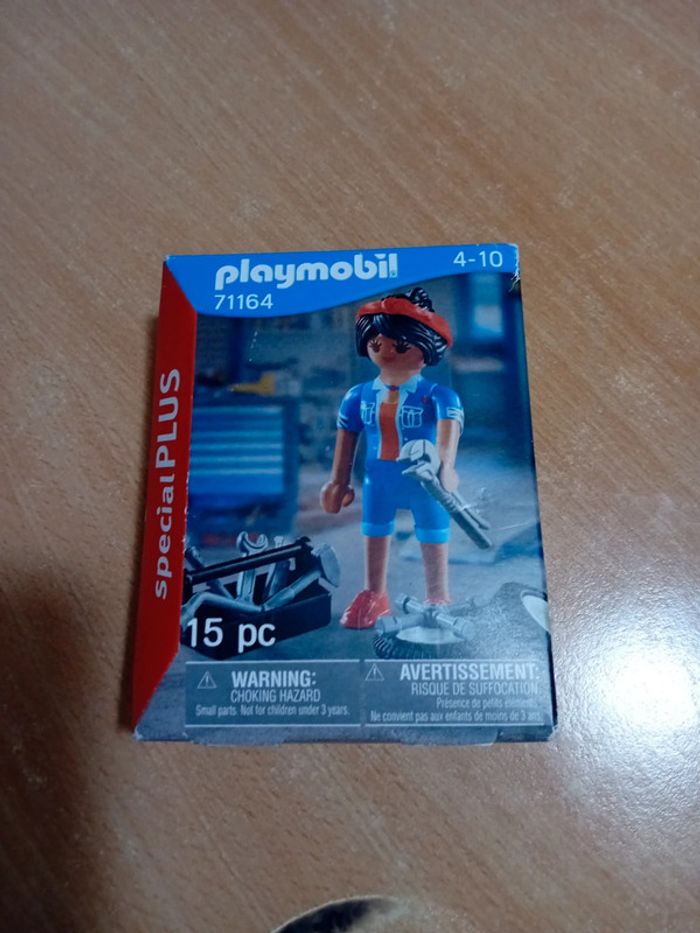 playmobil
4-10
71164
specialPLUS
15 pc
⚠ WARNING:
CHOKING HAZARD
Small parts. Not for children under 3 years.
⚠ AVERTISSEMENT:
RISQUE DE SUFFOCATION
Présence de petits éléments.
Ne convient pas aux enfants de moins de 3 ans.